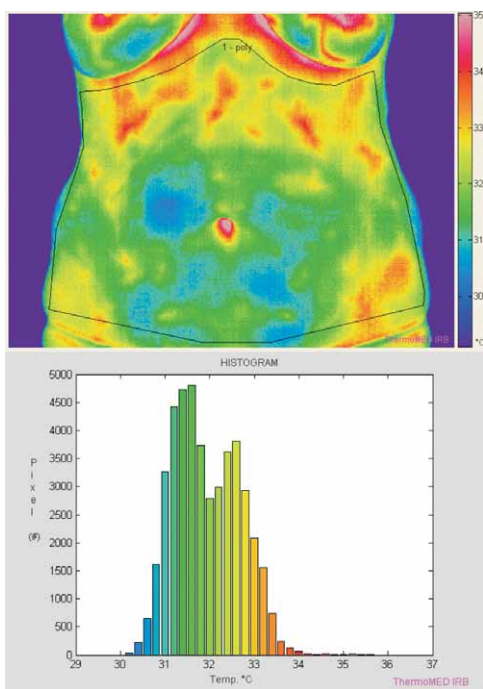 1 - poly
35
34
33
32
31
30
°C
ThermoMED IRB
HISTOGRAM
5000
4500
4000
3500
3000
2500
2000
1500
1000
500
0
Pixel
(#)
29 30 31 32 33 34 35 36 37
Temp. °C
ThermoMED IRB